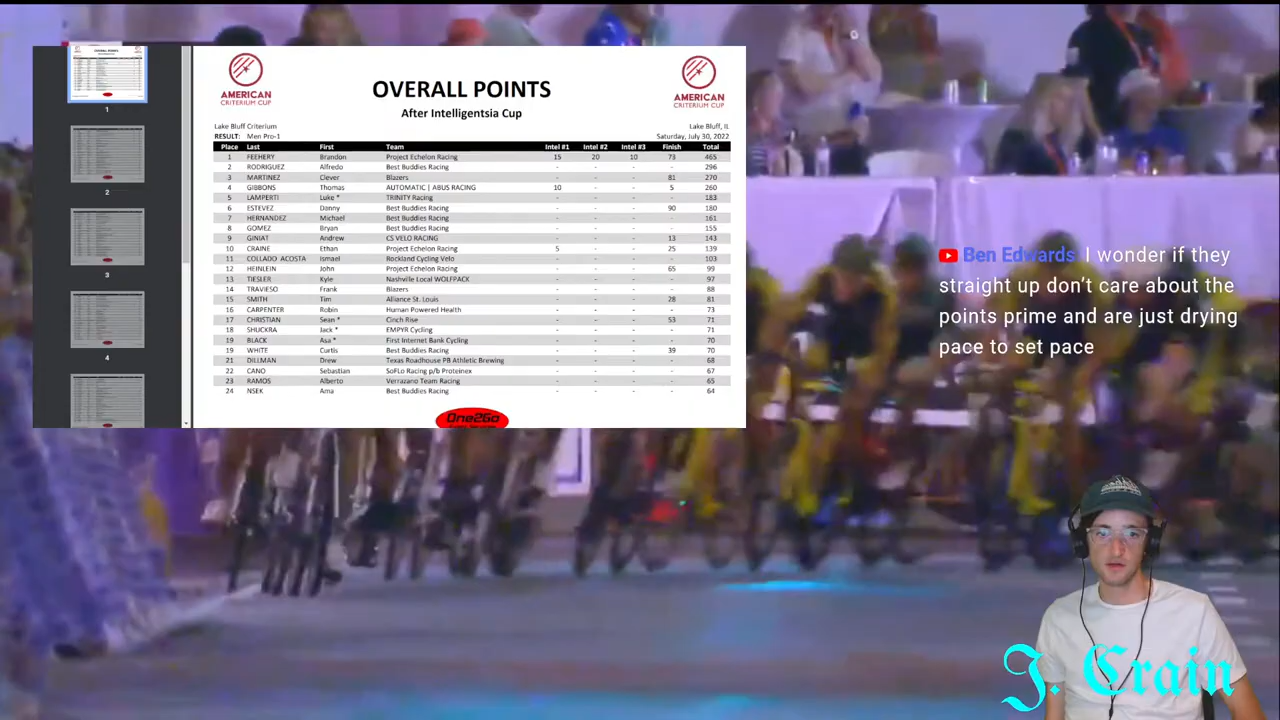 AMERICAN
CRITERIUM CUP
OVERALL POINTS
After Intelligentsia Cup
AMERICAN
CRITERIUM CUP
Lake Bluff Criterium Lake Bluff, IL
RESULT: Men Pro-1 Saturday, July 30, 2022
Place Last First Team Intel #1 Intel #2 Intel #3 Finish Total
1 FEEHERY Brandon Project Echelon Racing 15 20 10 73 465
2 RODRIGUEZ Alfredo Best Buddies Racing - - - - 296
3 MARTINEZ Clever Blazers - - - 81 270
4 GIBBONS Thomas AUTOMATIC | ABUS RACING 10 - - 5 260
5 LAMPERTI Luke * TRINITY Racing - - - - 183
6 ESTEVEZ Danny Best Buddies Racing - - - 90 180
7 HERNANDEZ Michael Best Buddies Racing - - - - 161
8 GOMEZ Bryan Best Buddies Racing - - - - 155
9 GINIAT Andrew CS VELO RACING - - - 13 143
10 CRAINE Ethan Project Echelon Racing 5 - - 25 139
11 COLLADO ACOSTA Ismael Rockland Cycling Velo - - - - 103
12 HEINLEIN John Project Echelon Racing - - - 65 99
13 TIESLER Kyle Nashville Local WOLFPACK - - - - 97
14 TRAVIESO Frank Blazers - - - - 88
15 SMITH Tim Alliance St. Louis - - - 28 81
16 CARPENTER Robin Human Powered Health - - - - 73
17 CHRISTIAN Sean * Cinch Rise - - - 53 71
18 SHUCKRA Jack * EMPYR Cycling - - - - 71
19 BLACK Asa * First Internet Bank Cycling - - - - 70
19 WHITE Curtis Best Buddies Racing - - - 39 70
21 DILLMAN Drew Texas Roadhouse PB Athletic Brewing - - - - 68
22 CANO Sebastian SoFLo Racing p/b Proteinex - - - - 67
23 RAMOS Alberto Verrazano Team Racing - - - - 65
24 NSEK Ama Best Buddies Racing - - - - 64
One2Go
1
2
3
4
Ben Edwards I wonder if they
straight up don't care about the
points prime and are just drying
pace to set pace
J. Crain